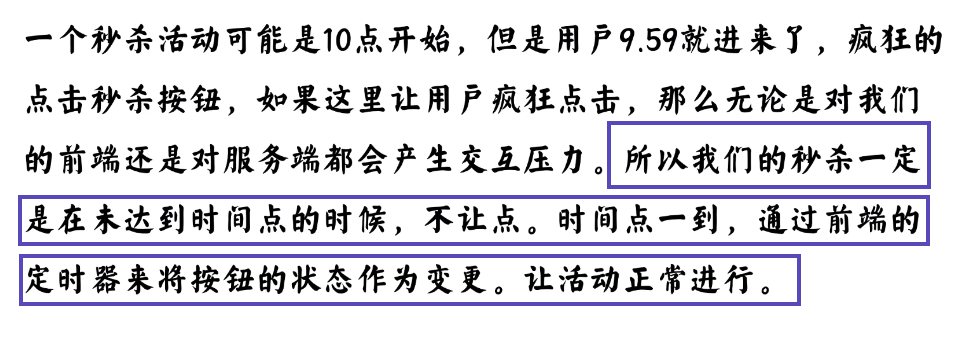 一个秒杀活动可能是10点开始，但是用户9.59就进来了，疯狂的
点击秒杀按钮，如果这里让用户疯狂点击，那么无论是对我们
的前端还是对服务端都会产生交互压力。所以我们的秒杀一定
是在未达到时间点的时候，不让点。时间点一到，通过前端的
定时器来将按钮的状态作为变更。让活动正常进行。